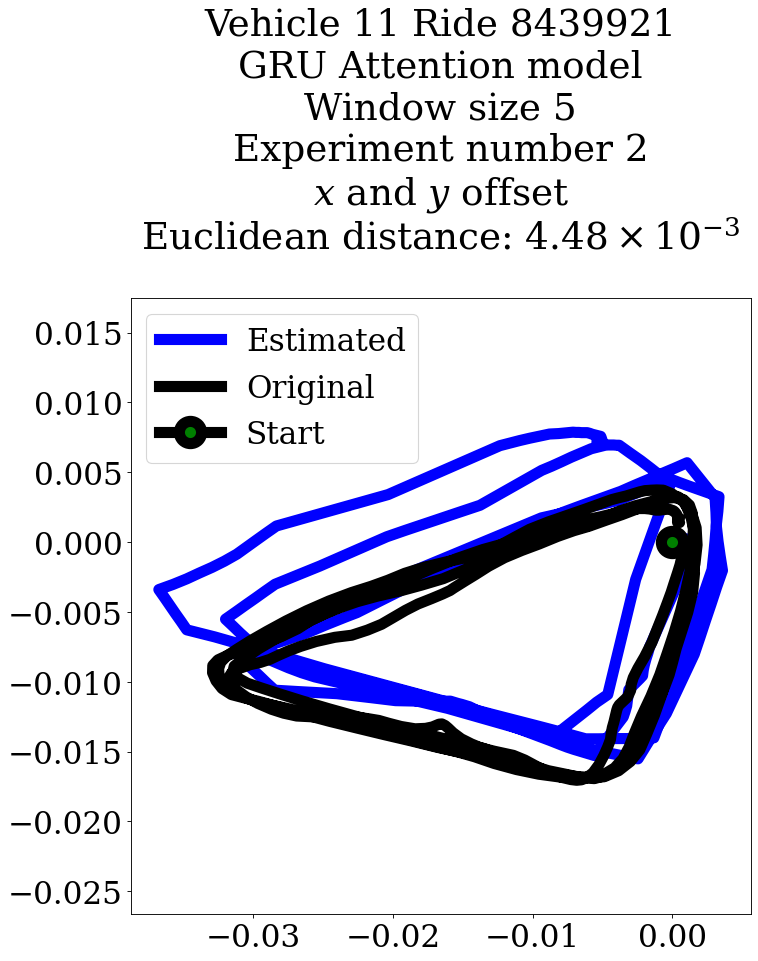 Vehicle 11 Ride 8439921
GRU Attention model
Window size 5
Experiment number 2
x and y offset
Euclidean distance: 4.48 × 10⁻³
Estimated
Original
Start
0.015
0.010
0.005
0.000
−0.005
−0.010
−0.015
−0.020
−0.025
−0.03 −0.02 −0.01 0.00